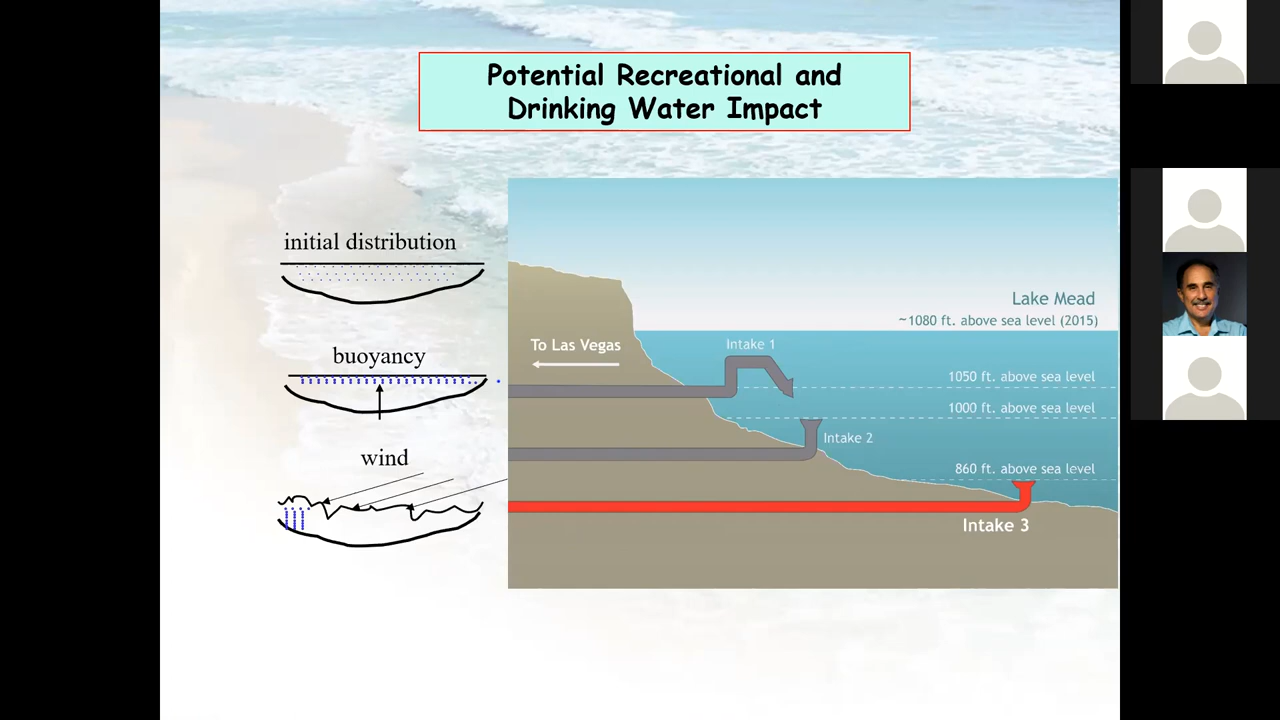 Potential Recreational and
Drinking Water Impact
initial distribution
buoyancy
wind
Lake Mead
~1080 ft. above sea level (2015)
To Las Vegas
Intake 1
1050 ft. above sea level
1000 ft. above sea level
Intake 2
860 ft. above sea level
Intake 3